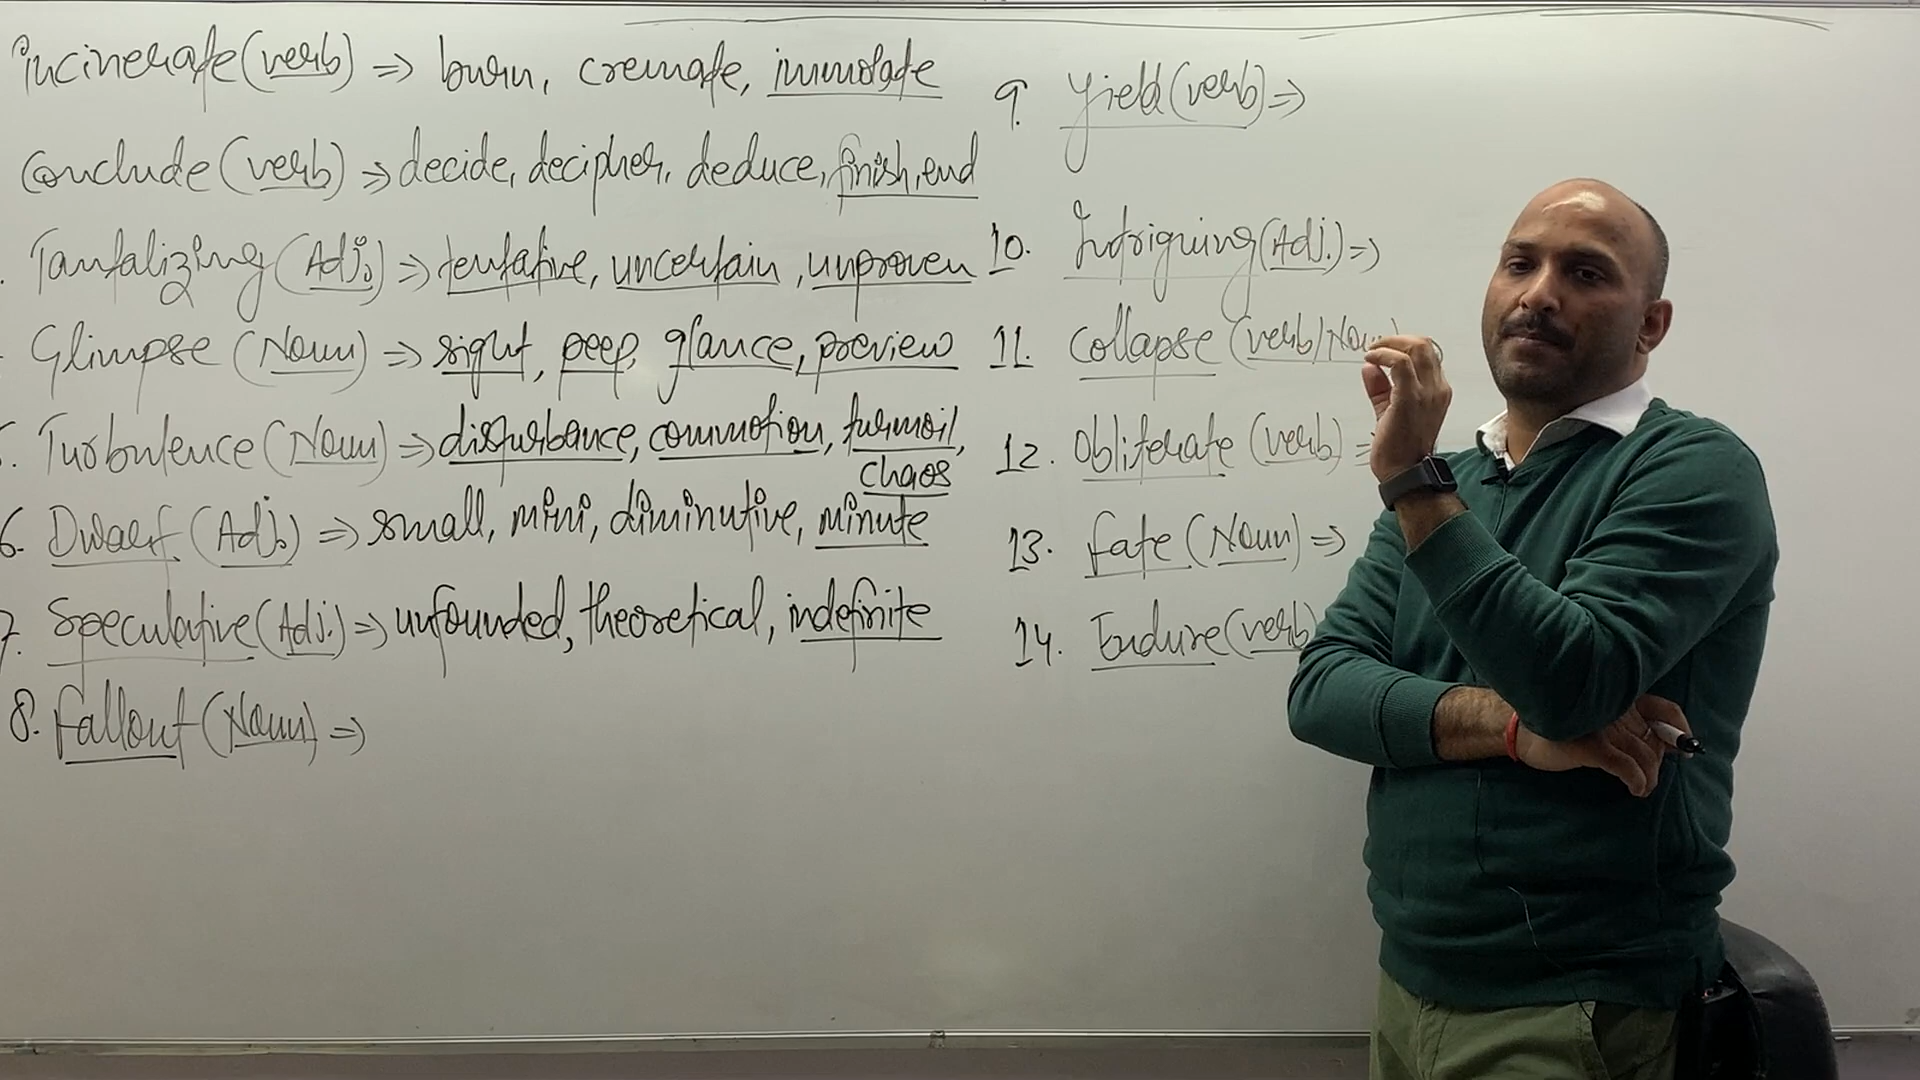 incinerate (verb) => burn, cremate, immolate
Conclude (verb) => decide, decipher, deduce, finish, end
Tantalizing (Adj.) => tentative, uncertain, unproven
Glimpse (Noun) => sight, peep, glance, preview
5. Turbulence (Noun) => disturbance, commotion, turmoil, chaos
6. Dwarf (Adj.) => small, mini, diminutive, minute
7. Speculative (Adj.) => unfounded, theoretical, indefinite
8. Fallout (Noun) =>
9. Yield (verb) =>
10. Intriguing (Adj.) =>
11. Collapse (verb/Noun)
12. Obliterate (verb) =>
13. Fate (Noun) =>
14. Endure (verb)